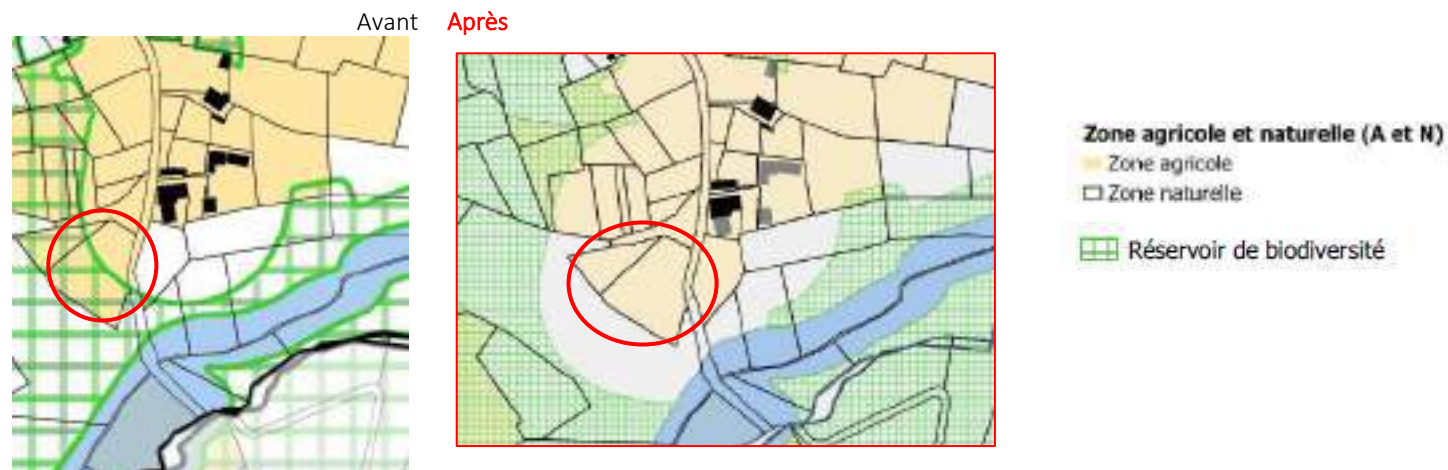 Avant Après
Zone agricole et naturelle (A et N)
Zone agricole
Zone naturelle
Réservoir de biodiversité